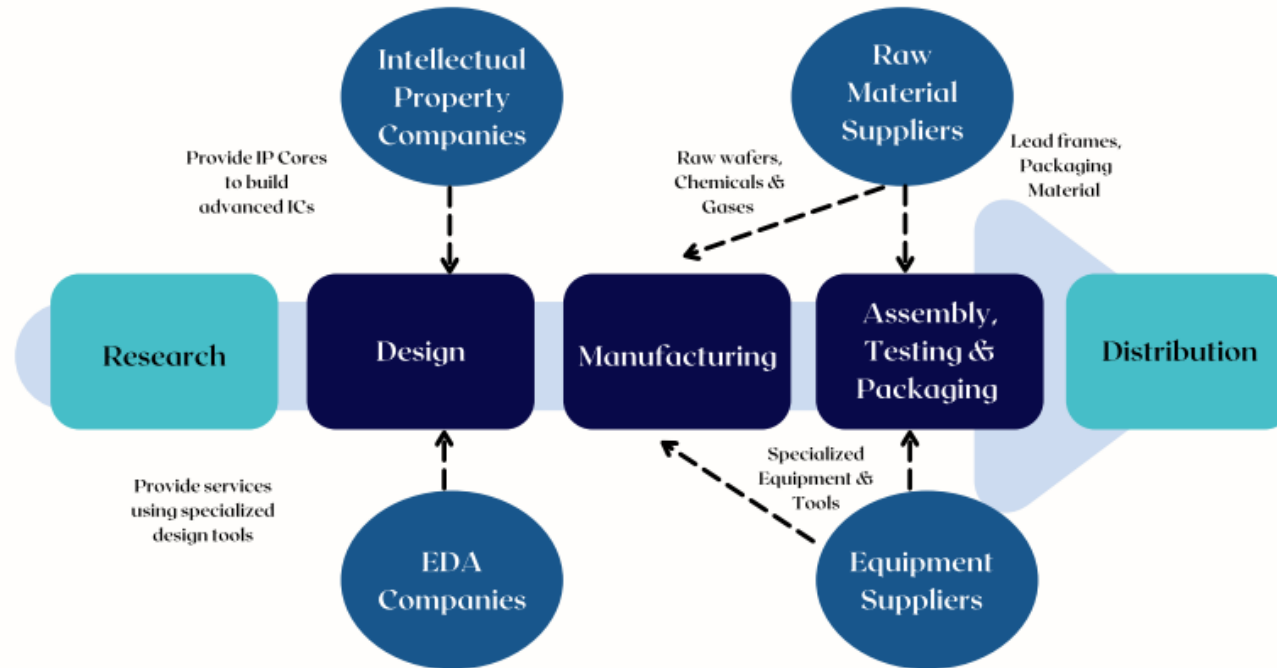 Intellectual
Property
Companies
Raw
Material
Suppliers
Provide IP Cores
to build
advanced ICs
Raw wafers,
Chemicals &
Gases
Lead frames,
Packaging
Material
Research
Design
Manufacturing
Assembly,
Testing &
Packaging
Distribution
Provide services
using specialized
design tools
EDA
Companies
Specialized
Equipment &
Tools
Equipment
Suppliers